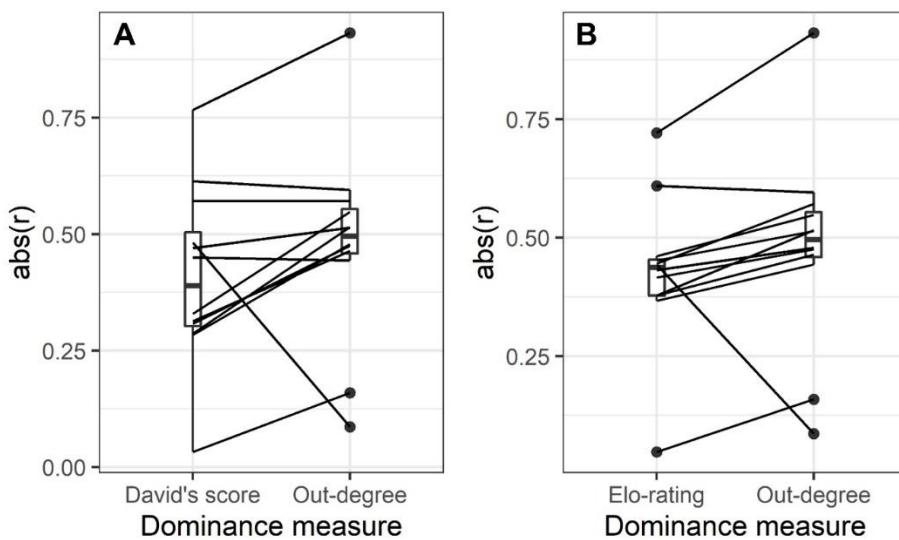 A
abs(r)
0.75
0.50
0.25
0.00
David's score Out-degree
Dominance measure
B
abs(r)
0.75
0.50
0.25
Elo-rating Out-degree
Dominance measure